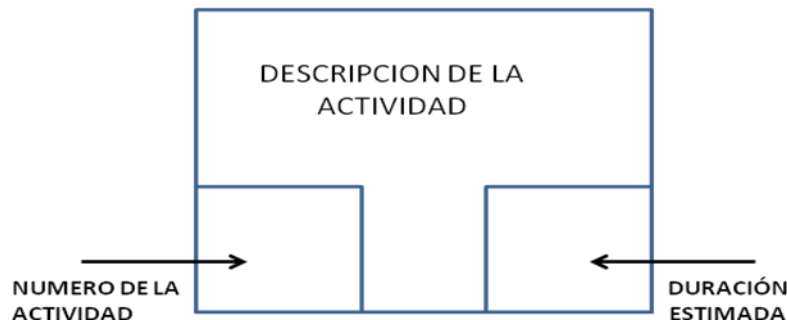 DESCRIPCION DE LA
ACTIVIDAD
NUMERO DE LA
ACTIVIDAD
DURACIÓN
ESTIMADA